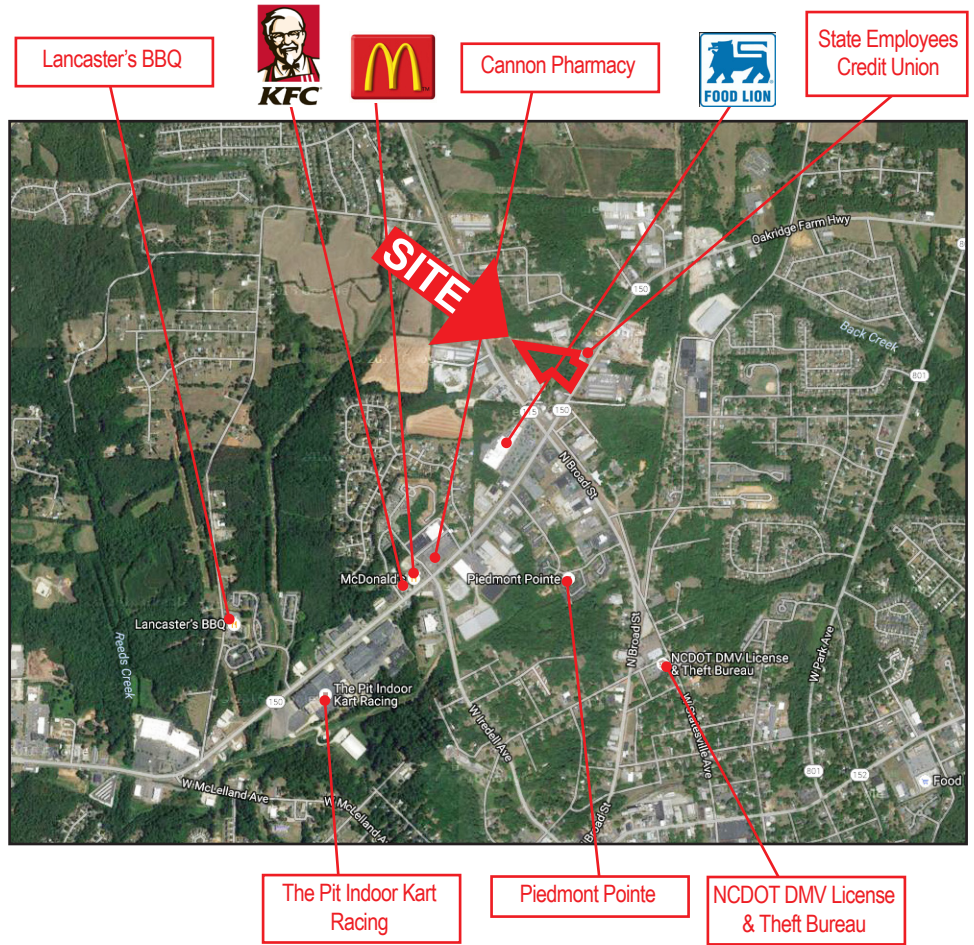 Lancaster's BBQ
KFC
M
TM
Cannon Pharmacy
FOOD LION
State Employees
Credit Union
Oakridge Farm Hwy
SITE
150
Back Creek
801
150
N Broad St
McDonald's
Piedmont Pointe
Lancaster's BBQ
Reeds Creek
N Broad St
NCDOT DMV License
& Theft Bureau
W Park Ave
The Pit Indoor
Kart Racing
150
W Iredell Ave
W Statesville Ave
W McLelland Ave
W McLelland A
801
152
Food
Broad St
The Pit Indoor Kart
Racing
Piedmont Pointe
NCDOT DMV License
& Theft Bureau